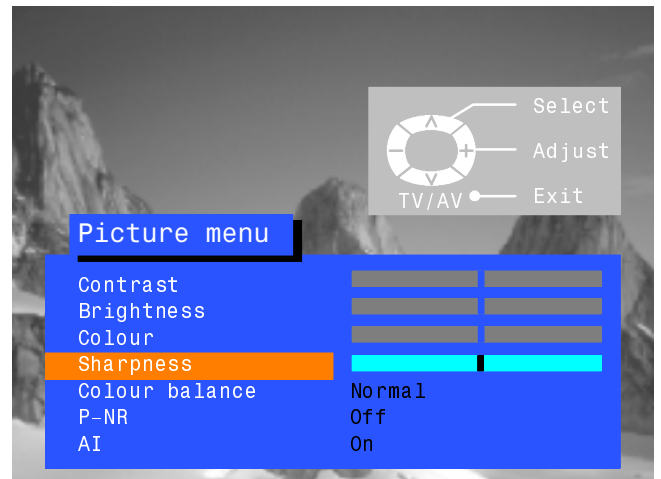 Select
Adjust
TV/AV Exit
Picture menu
Contrast
Brightness
Colour
Sharpness
Colour balance Normal
P-NR Off
AI On